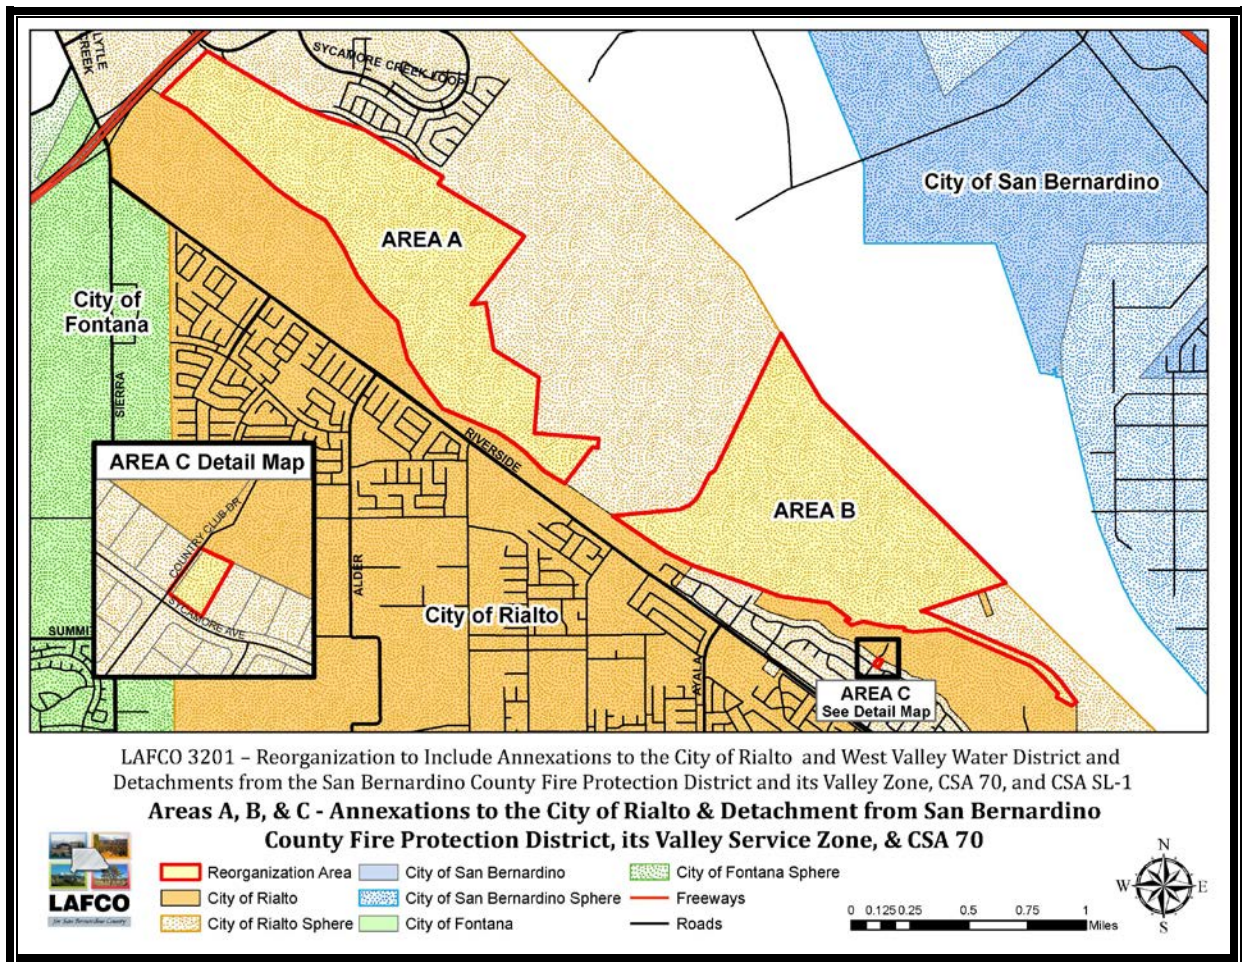 LYTLE
CREEK
SYCAMORE CREEK LOOP
City of San Bernardino
AREA A
City of
Fontana
SIERRA
RIVERSIDE
AREA C Detail Map
COUNTRY CLUB DR
SYCAMORE AVE
SUMMIT
ALDER
AREA B
City of Rialto
AYALA
AREA C
See Detail Map
LAFCO 3201 – Reorganization to Include Annexations to the City of Rialto and West Valley Water District and
Detachments from the San Bernardino County Fire Protection District and its Valley Zone, CSA 70, and CSA SL-1
Areas A, B, & C - Annexations to the City of Rialto & Detachment from San Bernardino
County Fire Protection District, its Valley Service Zone, & CSA 70
LAFCO
for San Bernardino County
Reorganization Area
City of Rialto
City of Rialto Sphere
City of San Bernardino
City of San Bernardino Sphere
City of Fontana
City of Fontana Sphere
Freeways
Roads
0 0.125 0.25 0.5 0.75 1
Miles
N
W E
S